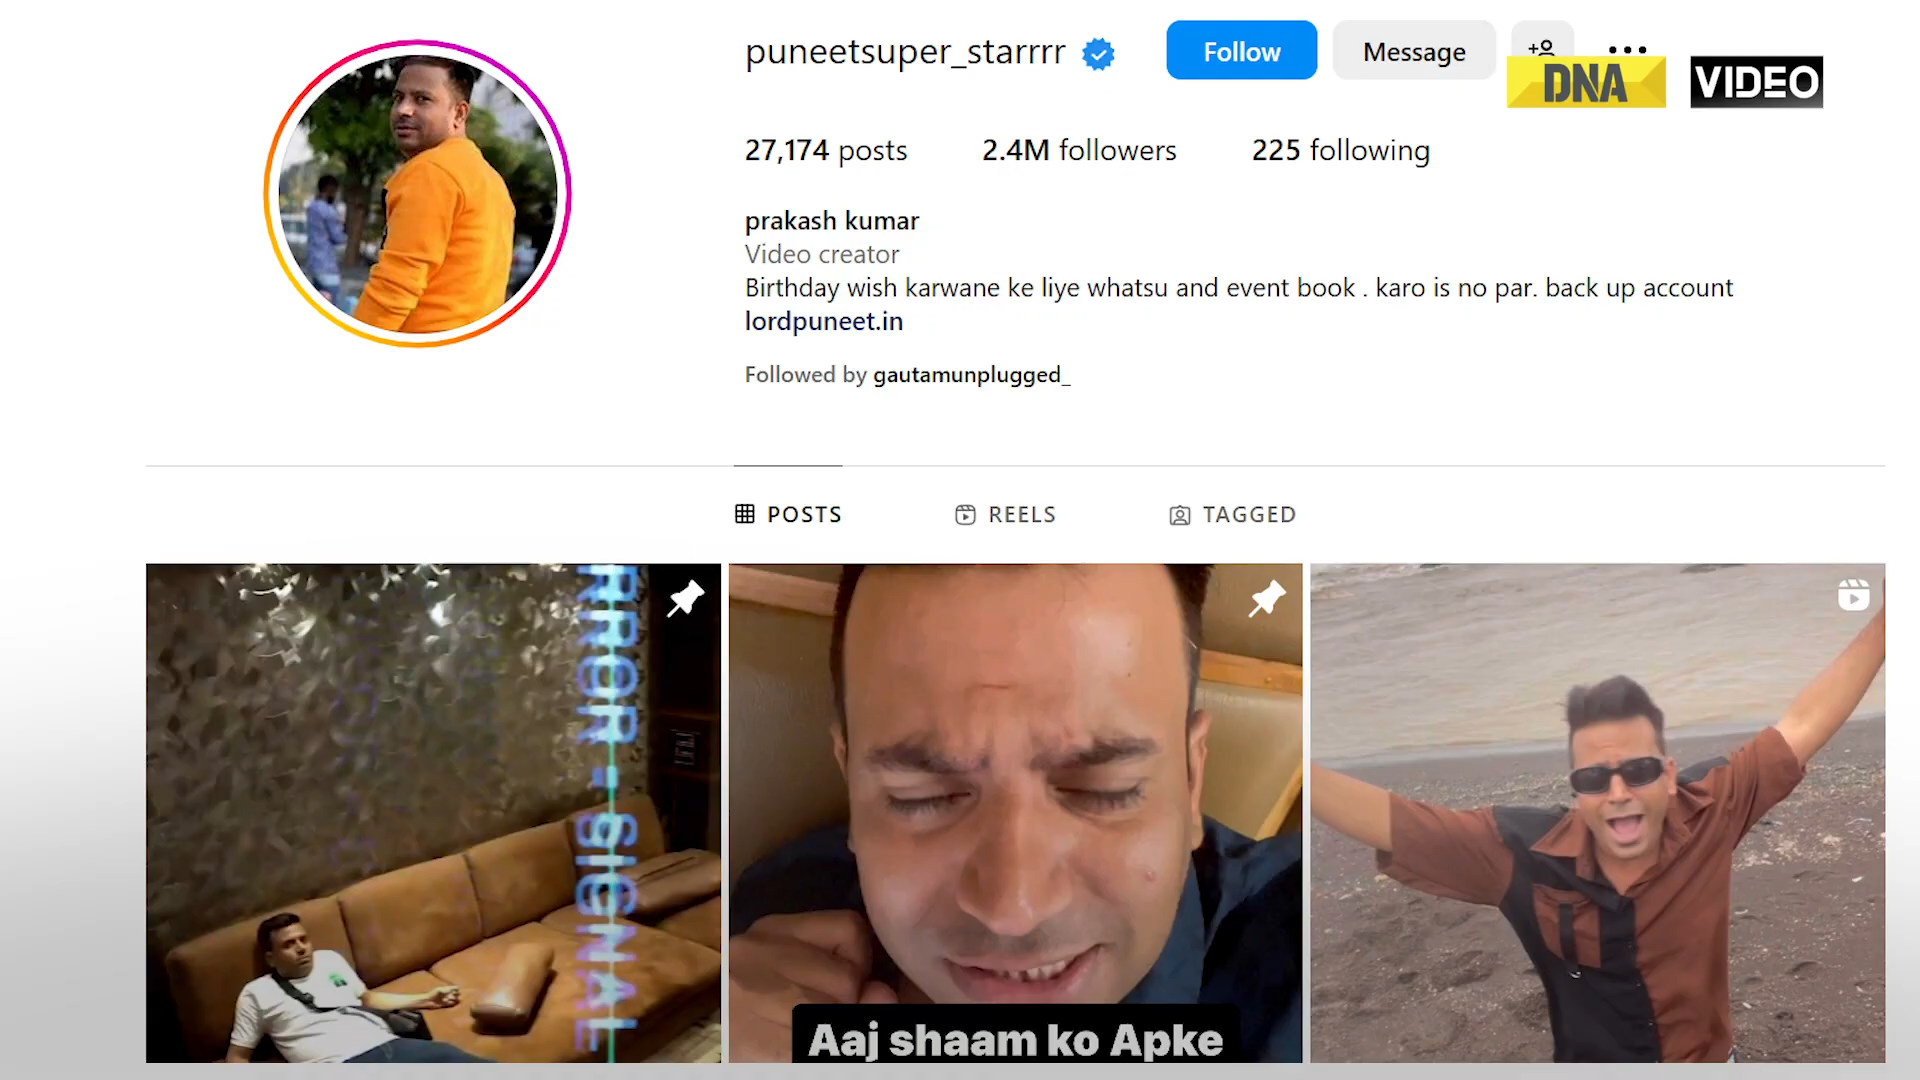 puneetsuper_starrrr
Follow
Message
DNA
VIDEO
27,174 posts
2.4M followers
225 following
prakash kumar
Video creator
Birthday wish karwane ke liye whatsu and event book . karo is no par. back up account
lordpuneet.in
Followed by gautamunplugged_
POSTS
REELS
TAGGED
RROR - SIGNAL
Aaj shaam ko Apke